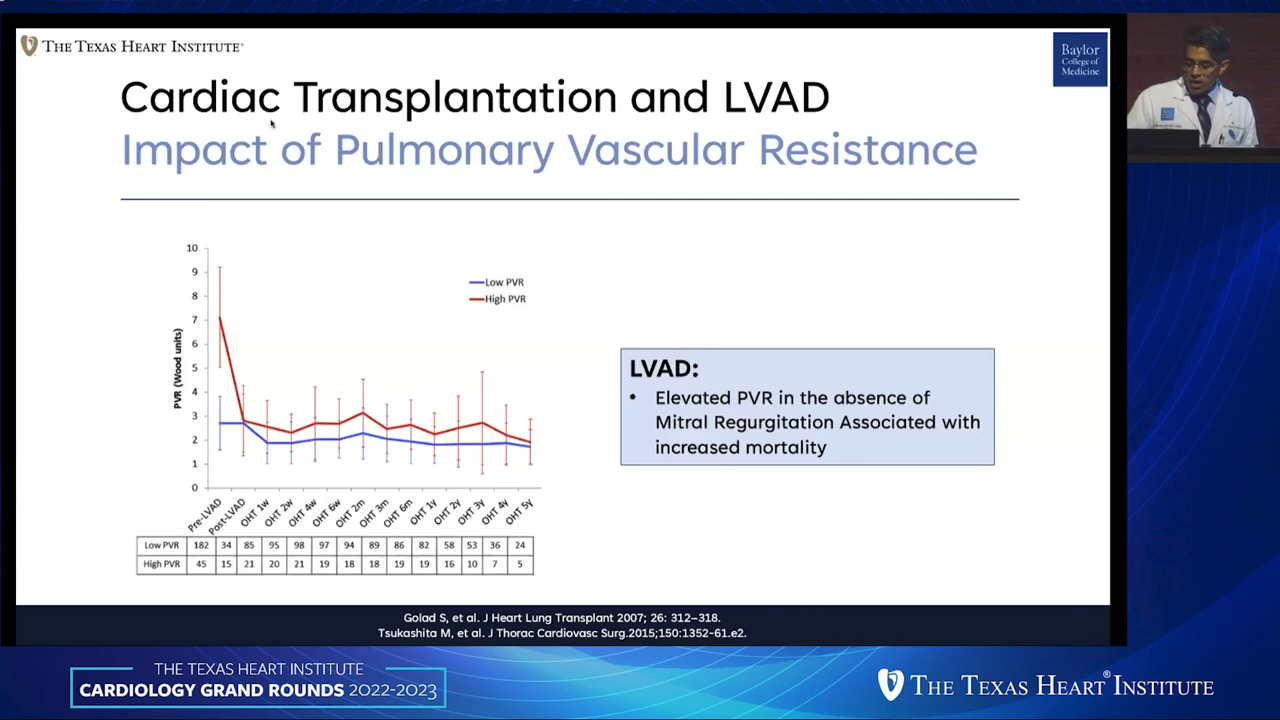 THE TEXAS HEART INSTITUTE®
Baylor
College of
Medicine
Cardiac Transplantation and LVAD
Impact of Pulmonary Vascular Resistance
10
9
8
7
6
5
4
3
2
1
0
PVR (Wood units)
Low PVR
High PVR
Pre-LVAD
Post-LVAD
OHT 1w
OHT 2w
OHT 4w
OHT 6w
OHT 2m
OHT 3m
OHT 6m
OHT 1y
OHT 2y
OHT 3y
OHT 4y
OHT 5y
Low PVR 182 34 85 95 98 97 94 89 86 82 58 53 36 24
High PVR 45 15 21 20 21 19 18 18 19 19 16 10 7 5
LVAD:
• Elevated PVR in the absence of
Mitral Regurgitation Associated with
increased mortality
Golad S, et al. J Heart Lung Transplant 2007; 26: 312–318.
Tsukashita M, et al. J Thorac Cardiovasc Surg.2015;150:1352-61.e2.
THE TEXAS HEART INSTITUTE
CARDIOLOGY GRAND ROUNDS 2022-2023
THE TEXAS HEART® INSTITUTE